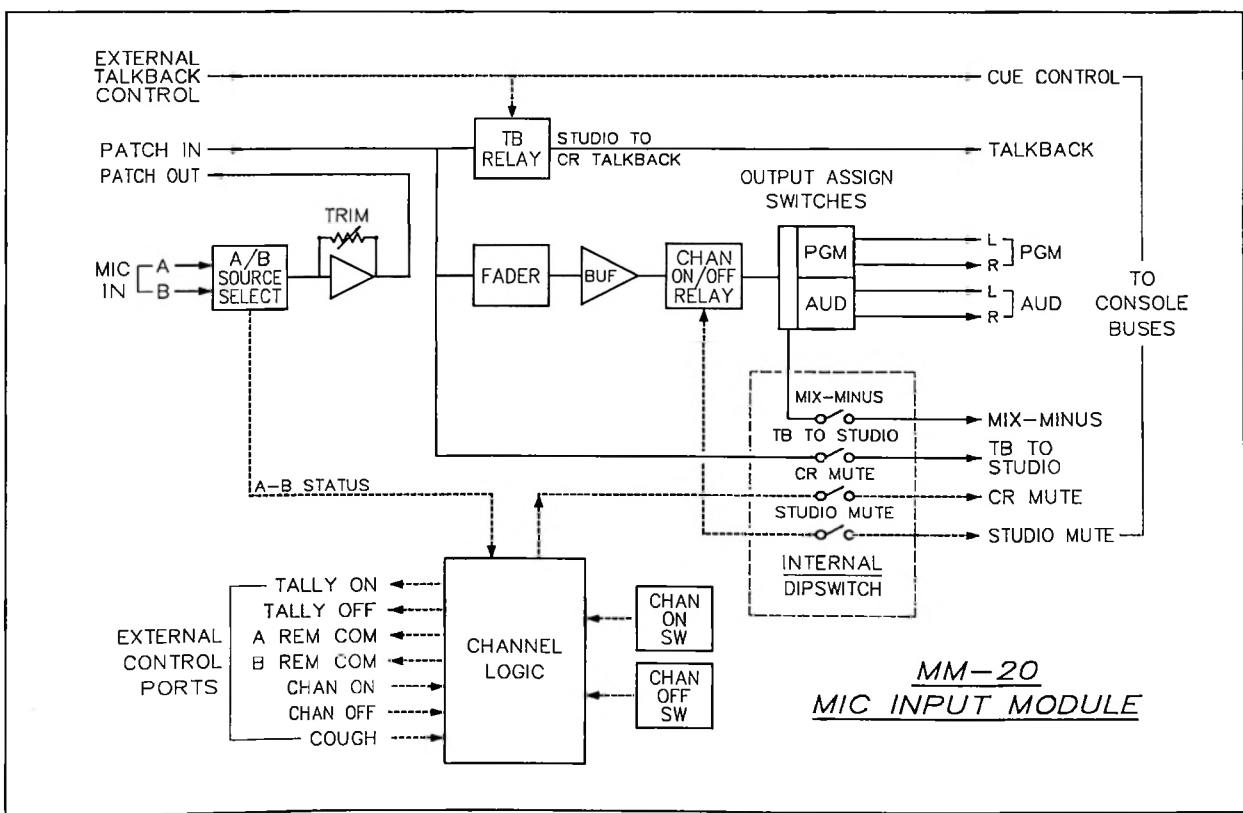 EXTERNAL
TALKBACK
CONTROL
CUE CONTROL
PATCH IN
TB
RELAY
STUDIO TO
CR TALKBACK
TALKBACK
PATCH OUT
OUTPUT ASSIGN
SWITCHES
TRIM
MIC
IN
A
B
A/B
SOURCE
SELECT
FADER
BUF
CHAN
ON/OFF
RELAY
PGM
AUD
L
R
PGM
L
R
AUD
TO
CONSOLE
BUSES
MIX-MINUS
MIX-MINUS
TB TO STUDIO
TB TO
STUDIO
CR MUTE
CR MUTE
STUDIO MUTE
STUDIO MUTE
INTERNAL
DIPSWITCH
A-B STATUS
EXTERNAL
CONTROL
PORTS
TALLY ON
TALLY OFF
A REM COM
B REM COM
CHAN ON
CHAN OFF
COUGH
CHANNEL
LOGIC
CHAN
ON
SW
CHAN
OFF
SW
MM-20
MIC INPUT MODULE